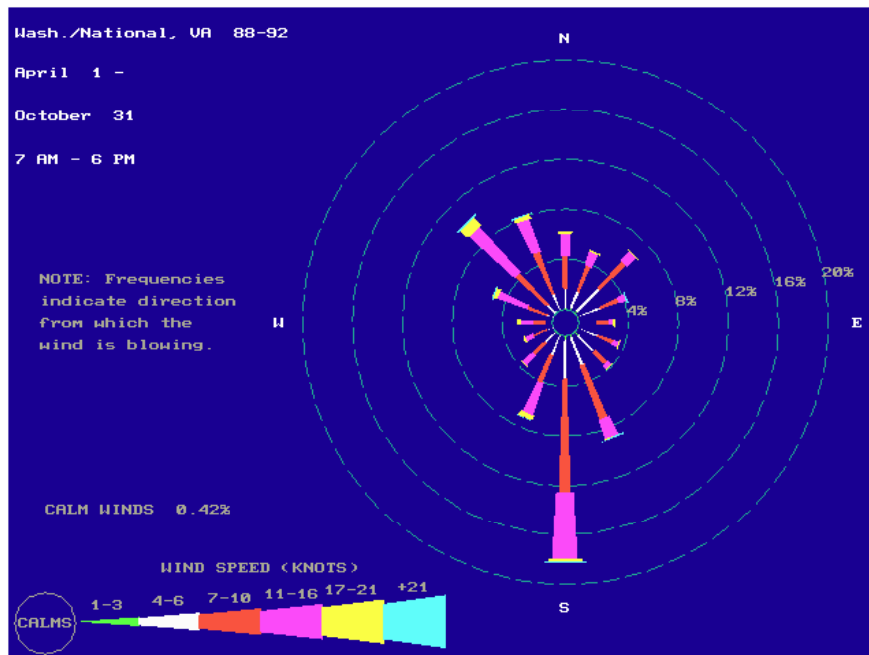 Wash./National, VA 88-92
April 1 -
October 31
7 AM - 6 PM
N
NOTE: Frequencies
indicate direction
from which the
wind is blowing.
W
E
4%
8%
12%
16%
20%
S
CALM WINDS 0.42%
WIND SPEED (KNOTS)
CALMS
1-3
4-6
7-10
11-16
17-21
+21